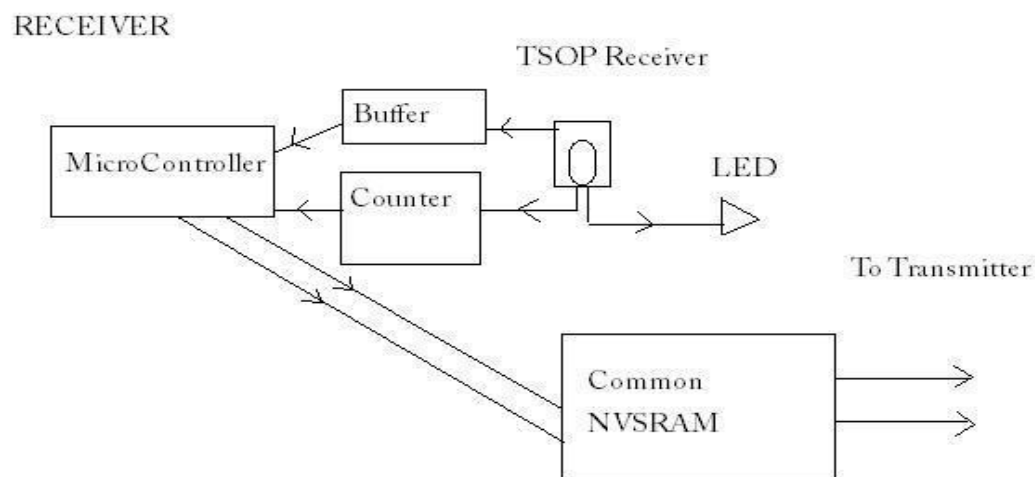 RECEIVER
TSOP Receiver
Buffer
MicroController
LED
Counter
To Transmitter
Common
NVSRAM